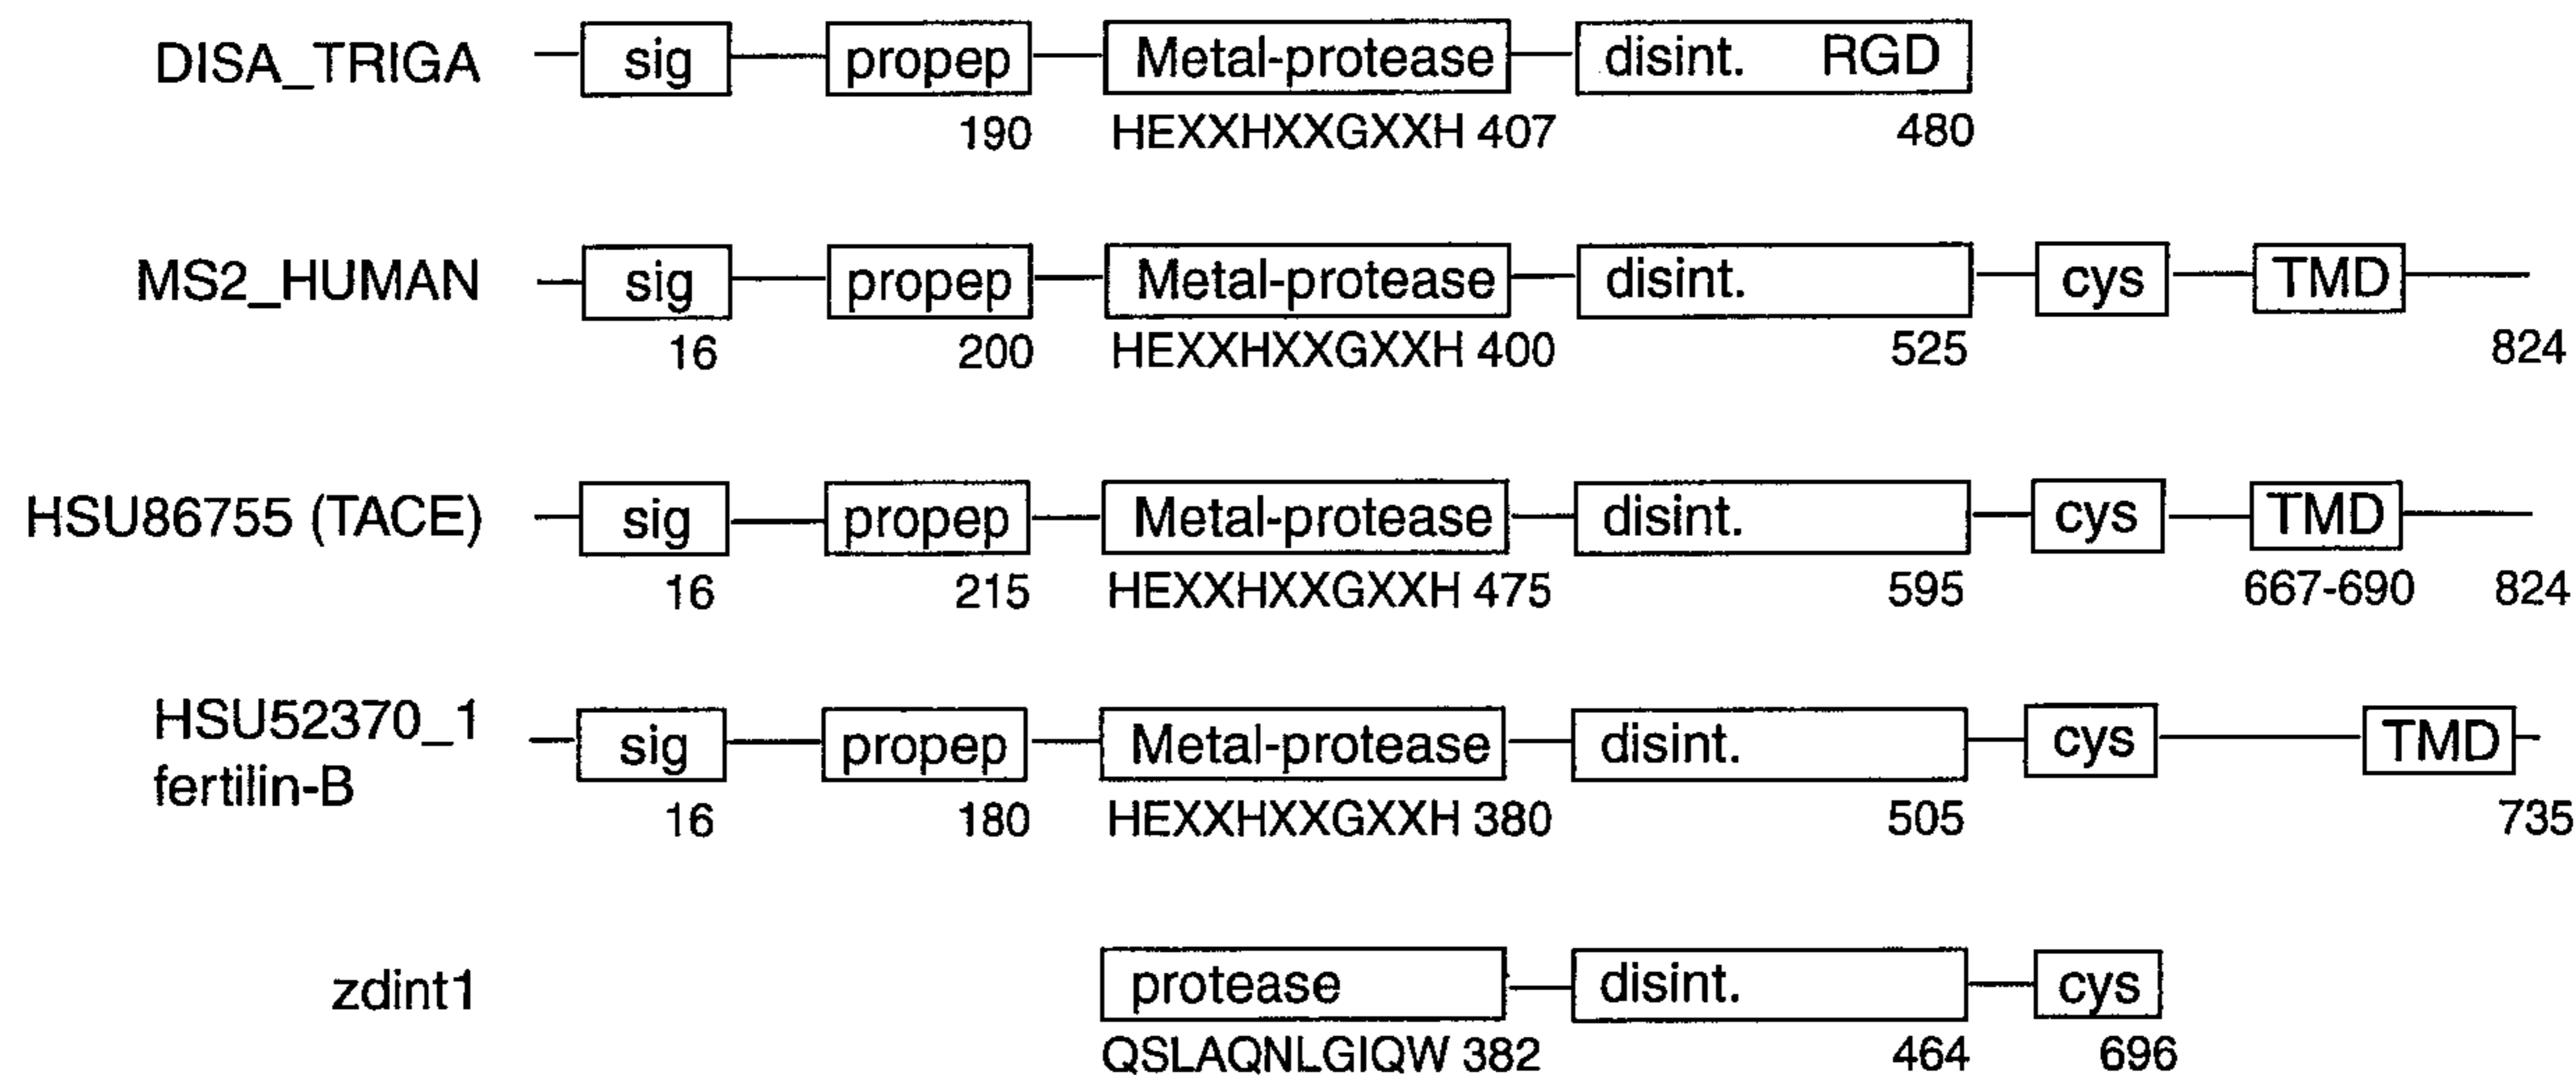 DISA_TRIGA sig propep Metal-protease disint. RGD
190 HEXXHXXGXXH 407 480
MS2_HUMAN sig propep Metal-protease disint. cys TMD
16 200 HEXXHXXGXXH 400 525 824
HSU86755 (TACE) sig propep Metal-protease disint. cys TMD
16 215 HEXXHXXGXXH 475 595 667-690 824
HSU52370_1
fertilin-B sig propep Metal-protease disint. cys TMD
16 180 HEXXHXXGXXH 380 505 735
zdint1 protease disint. cys
QSLAQNLGIQW 382 464 696